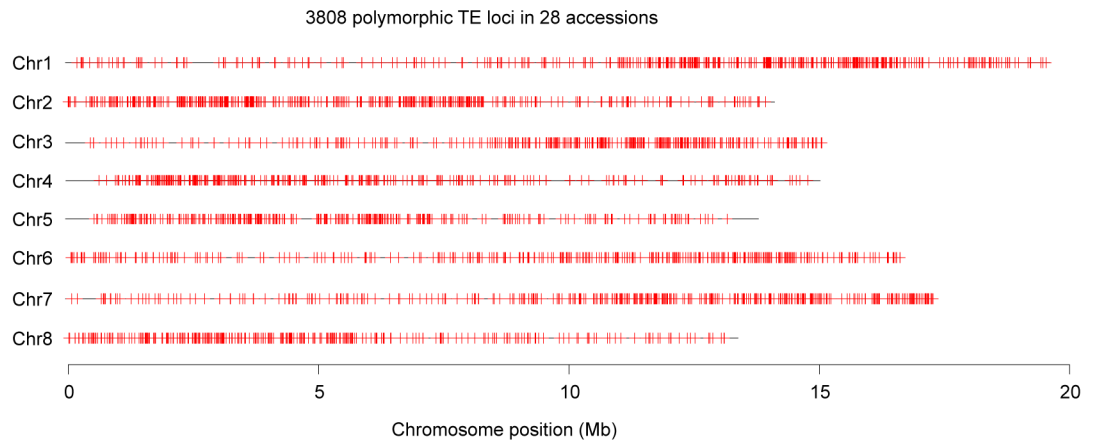 3808 polymorphic TE loci in 28 accessions
Chr1
Chr2
Chr3
Chr4
Chr5
Chr6
Chr7
Chr8
0 5 10 15 20
Chromosome position (Mb)